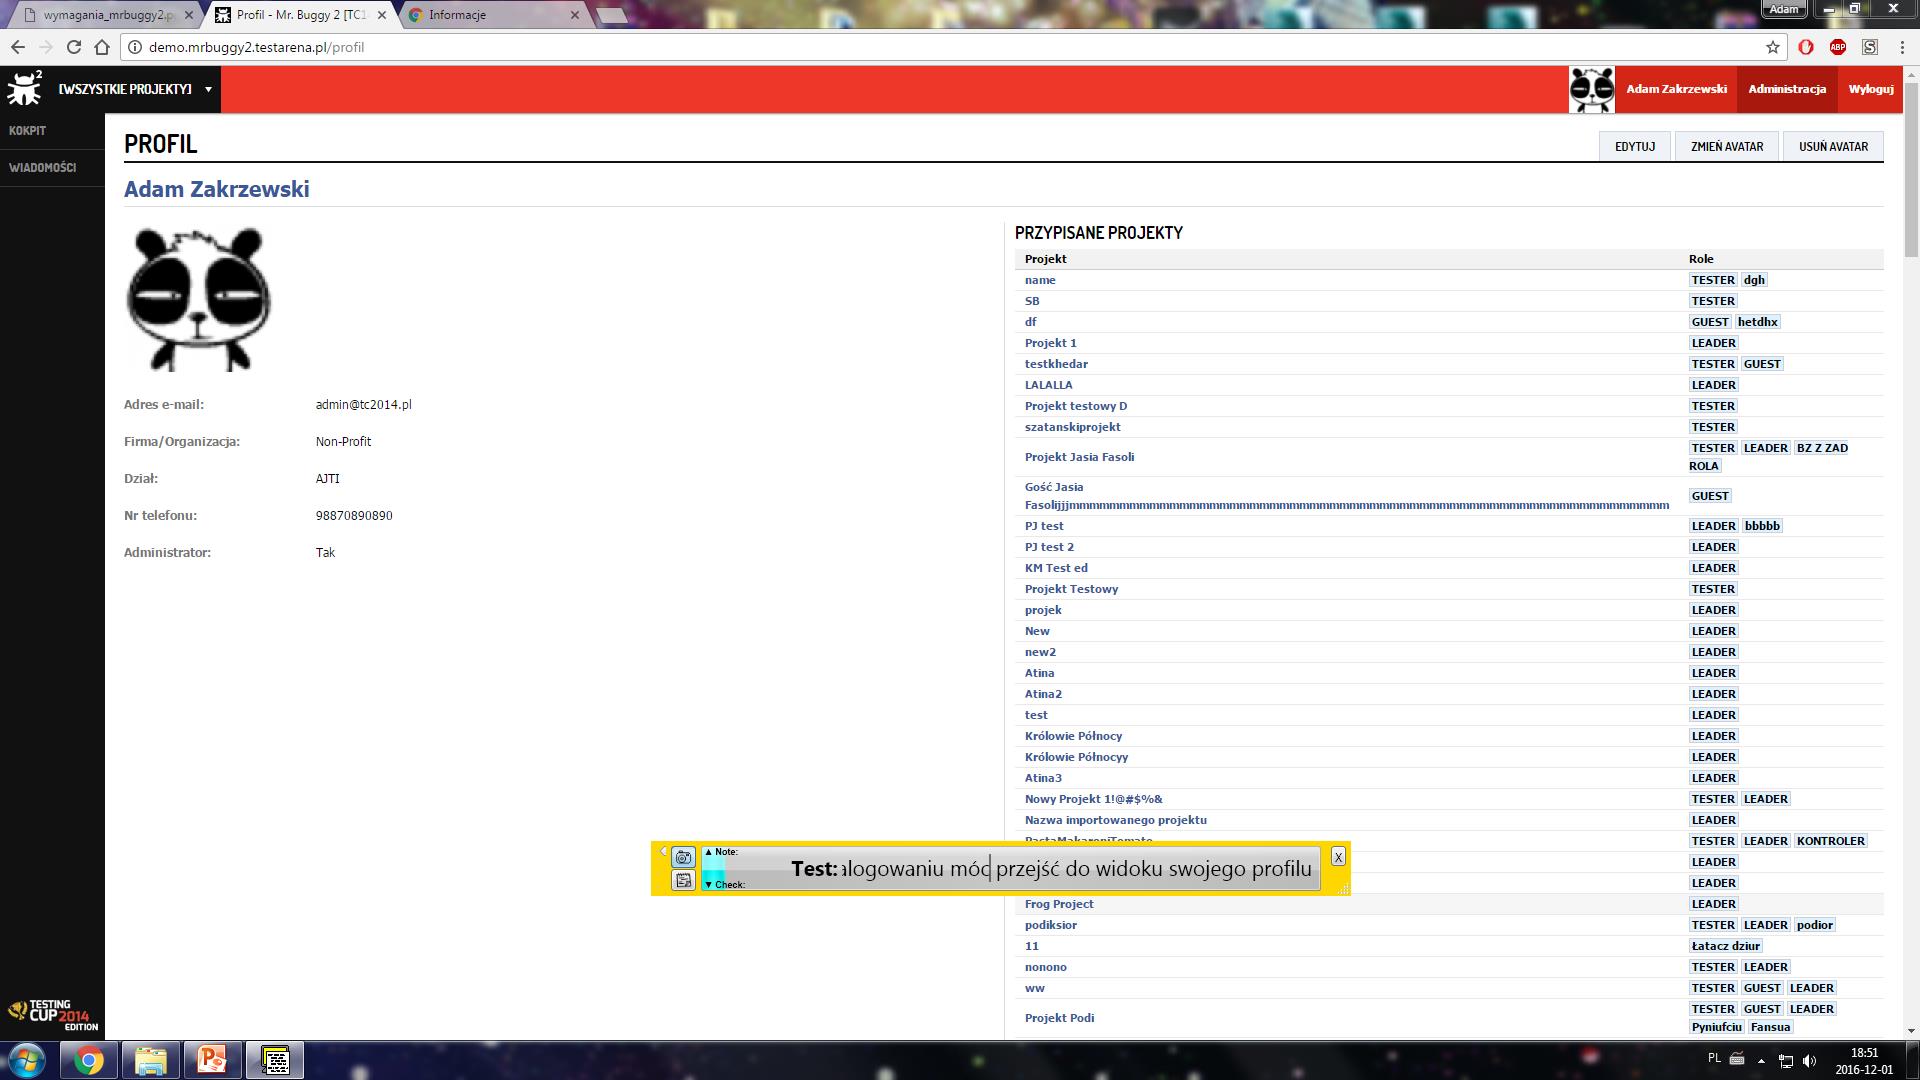 wymagania_mrbuggy2.p
Profil - Mr. Buggy 2 [TC1
Informacje
Adam
demo.mrbuggy2.testarena.pl/profil
ABP
S
2
[WSZYSTKIE PROJEKTY]
Adam Zakrzewski
Administracja
Wyloguj
KOKPIT
WIADOMOŚCI
PROFIL
EDYTUJ
ZMIEŃ AVATAR
USUŃ AVATAR
Adam Zakrzewski
Adres e-mail: admin@tc2014.pl
Firma/Organizacja: Non-Profit
Dział: AJTI
Nr telefonu: 98870890890
Administrator: Tak
PRZYPISANE PROJEKTY
Projekt Role
name TESTER dgh
SB TESTER
df GUEST hetdhx
Projekt 1 LEADER
testkhedar TESTER GUEST
LALALLA LEADER
Projekt testowy D TESTER
szatanskiprojekt TESTER
Projekt Jasia Fasoli TESTER LEADER BZ Z ZAD
ROLA
Gość Jasia
GUEST
PJ test LEADER bbbbb
PJ test 2 LEADER
KM Test ed LEADER
Projekt Testowy TESTER
projek LEADER
New LEADER
new2 LEADER
Atina LEADER
Atina2 LEADER
test LEADER
Królowie Północy LEADER
Królowie Północyy LEADER
Atina3 LEADER
Nowy Projekt 1!@#$%& TESTER LEADER
Nazwa importowanego projektu LEADER
TESTER LEADER KONTROLER
LEADER
LEADER
Frog Project LEADER
podiksior TESTER LEADER podior
11 Łatacz dziur
nonono TESTER LEADER
ww TESTER GUEST LEADER
Projekt Podi TESTER GUEST LEADER
Pyniufciu Fansua
▲ Note:
Test: alogowaniu móc przejść do widoku swojego profilu
▼ Check:
X
TESTING
CUP 2014
EDITION
PL
18:51
2016-12-01